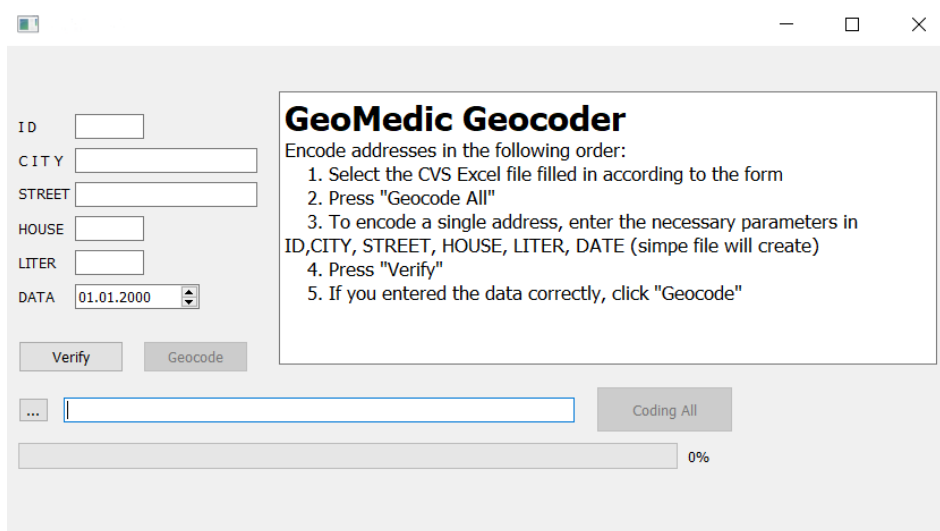 GeoMedic Geocoder
Encode addresses in the following order:
1. Select the CVS Excel file filled in according to the form
2. Press "Geocode All"
3. To encode a single address, enter the necessary parameters in
ID,CITY, STREET, HOUSE, LITER, DATE (simpe file will create)
4. Press "Verify"
5. If you entered the data correctly, click "Geocode"
I D
C I T Y
STREET
HOUSE
LITER
DATA 01.01.2000
Verify Geocode
... Coding All
0%